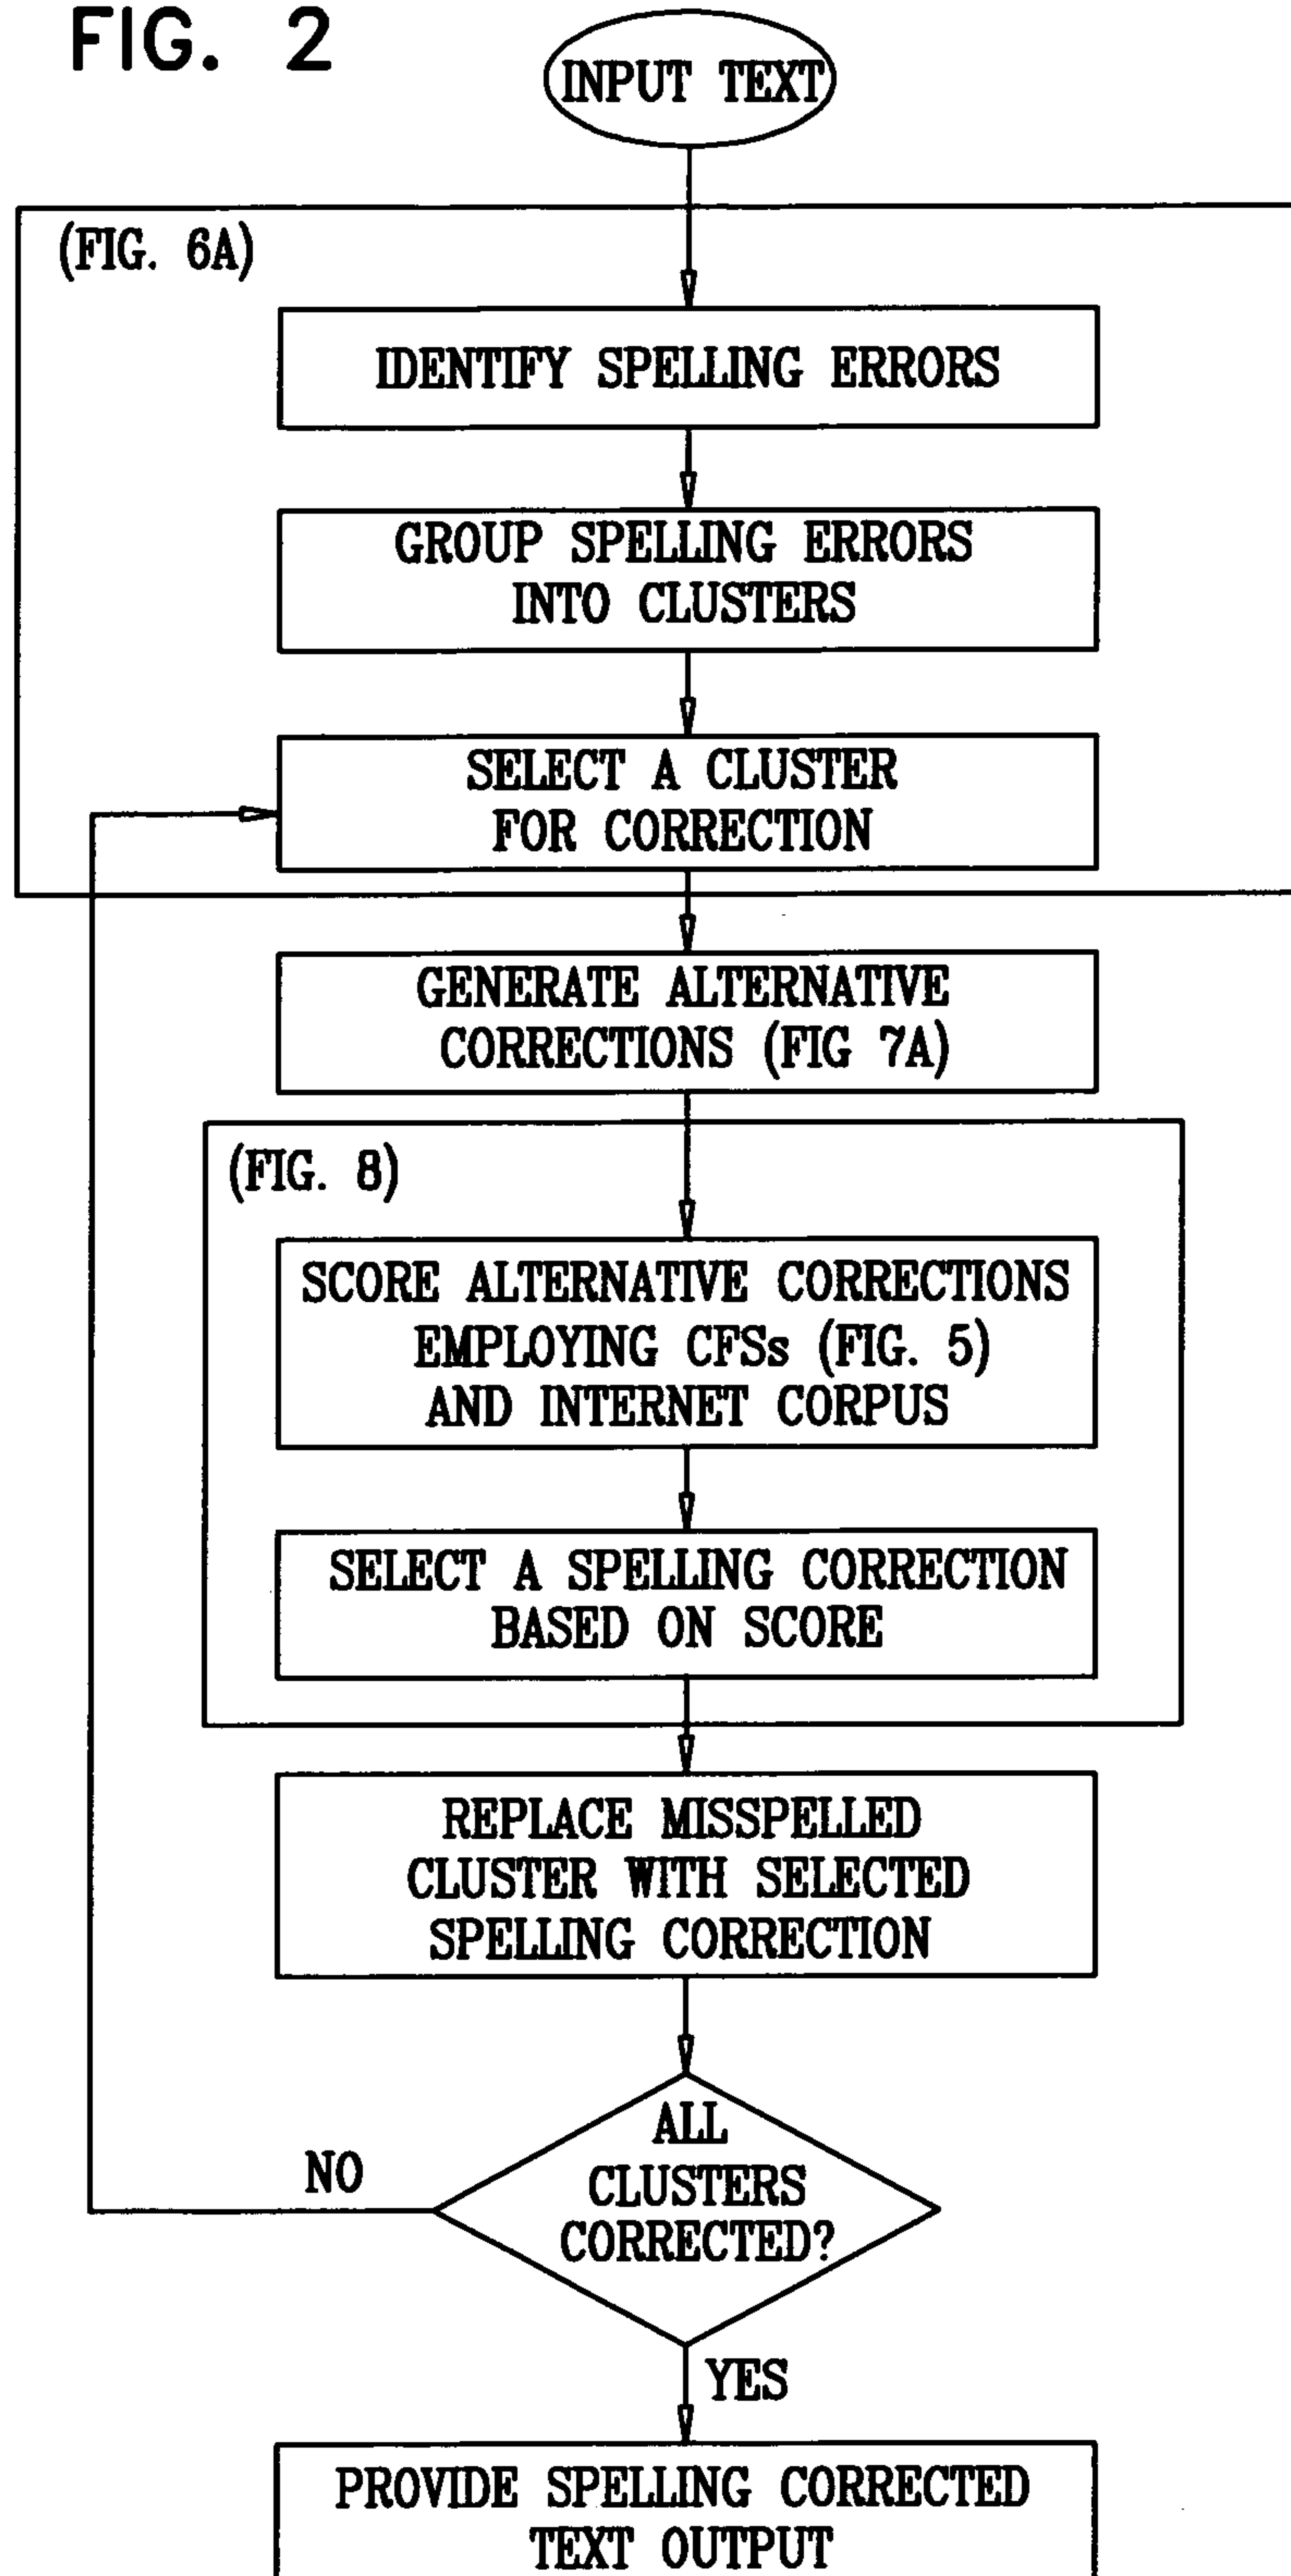 FIG. 2
INPUT TEXT
(FIG. 6A)
IDENTIFY SPELLING ERRORS
GROUP SPELLING ERRORS
INTO CLUSTERS
SELECT A CLUSTER
FOR CORRECTION
GENERATE ALTERNATIVE
CORRECTIONS (FIG 7A)
(FIG. 8)
SCORE ALTERNATIVE CORRECTIONS
EMPLOYING CFSs (FIG. 5)
AND INTERNET CORPUS
SELECT A SPELLING CORRECTION
BASED ON SCORE
REPLACE MISSPELLED
CLUSTER WITH SELECTED
SPELLING CORRECTION
ALL
CLUSTERS
CORRECTED?
NO
YES
PROVIDE SPELLING CORRECTED
TEXT OUTPUT